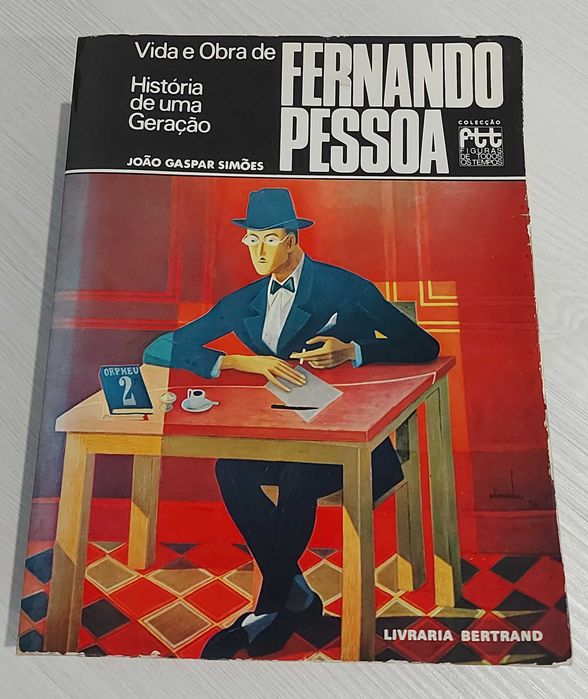 Vida e Obra de
FERNANDO
PESSOA
História
de uma
Geração
JOÃO GASPAR SIMÕES
COLECÇÃO
ftt
FIGURAS
DE TODOS
OS TEMPOS
ORPHEU
2
almada
LIVRARIA BERTRAND